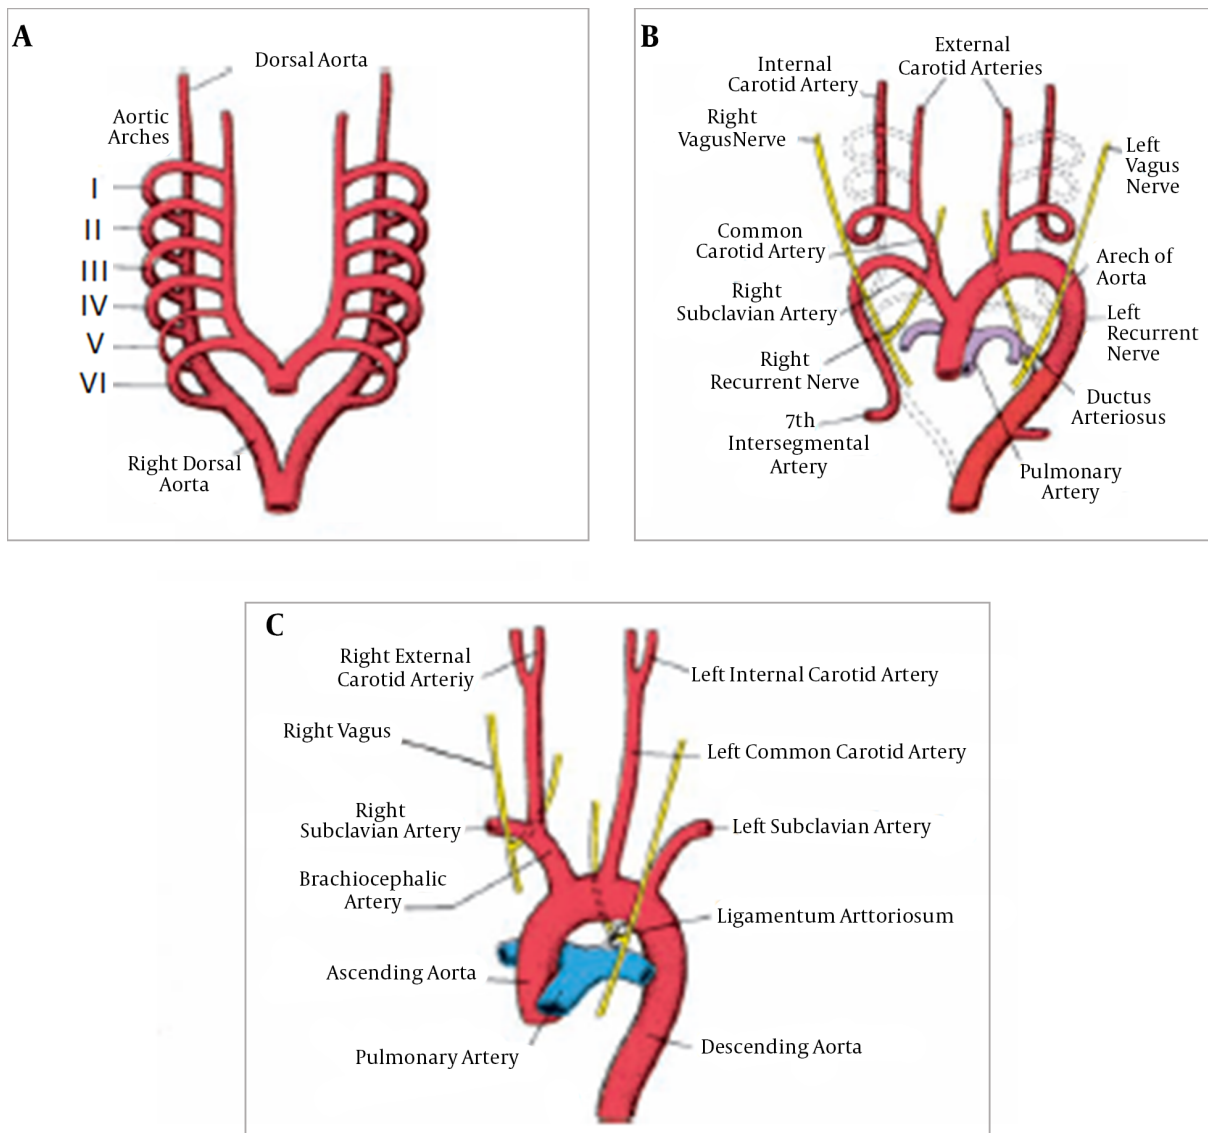 A
Dorsal Aorta
Aortic
Arches
I
II
III
IV
V
VI
Right Dorsal
Aorta
B
External
Carotid Arteries
Internal
Carotid Artery
Right
VagusNerve
Left
Vagus
Nerve
Common
Carotid Artery
Arech of
Aorta
Right
Subclavian Artery
Left
Recurrent
Nerve
Right
Recurrent Nerve
Ductus
Arteriosus
7th
Intersegmental
Artery
Pulmonary
Artery
C
Right External
Carotid Arteriy
Left Internal Carotid Artery
Right Vagus
Left Common Carotid Artery
Right
Subclavian Artery
Left Subclavian Artery
Brachiocephalic
Artery
Ligamentum Arttoriosum
Ascending Aorta
Pulmonary Artery
Descending Aorta